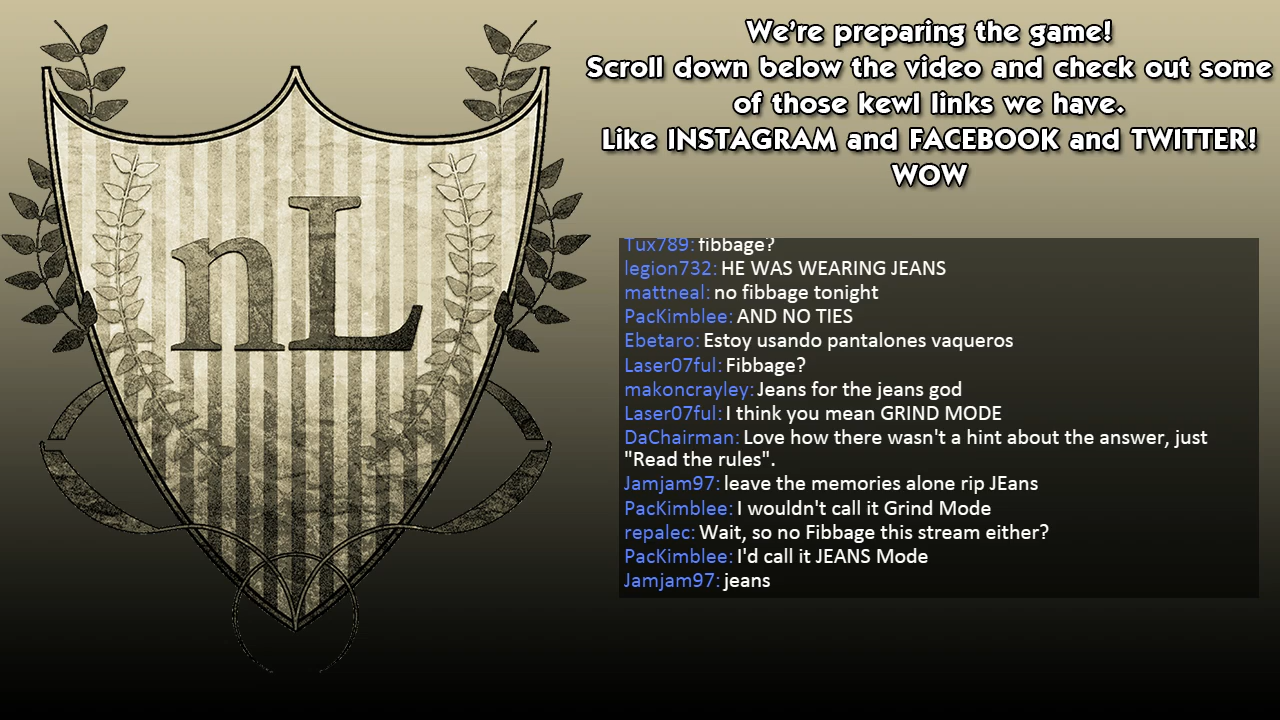 We're preparing the game!
Scroll down below the video and check out some
of those kewl links we have.
Like INSTAGRAM and FACEBOOK and TWITTER!
WOW
nL
Tux789: fibbage?
legion732: HE WAS WEARING JEANS
mattneal: no fibbage tonight
PacKimblee: AND NO TIES
Ebetaro: Estoy usando pantalones vaqueros
Laser07ful: Fibbage?
makoncrayley: Jeans for the jeans god
Laser07ful: I think you mean GRIND MODE
DaChairman: Love how there wasn't a hint about the answer, just
"Read the rules".
Jamjam97: leave the memories alone rip JEans
PacKimblee: I wouldn't call it Grind Mode
repalec: Wait, so no Fibbage this stream either?
PacKimblee: I'd call it JEANS Mode
Jamjam97: jeans